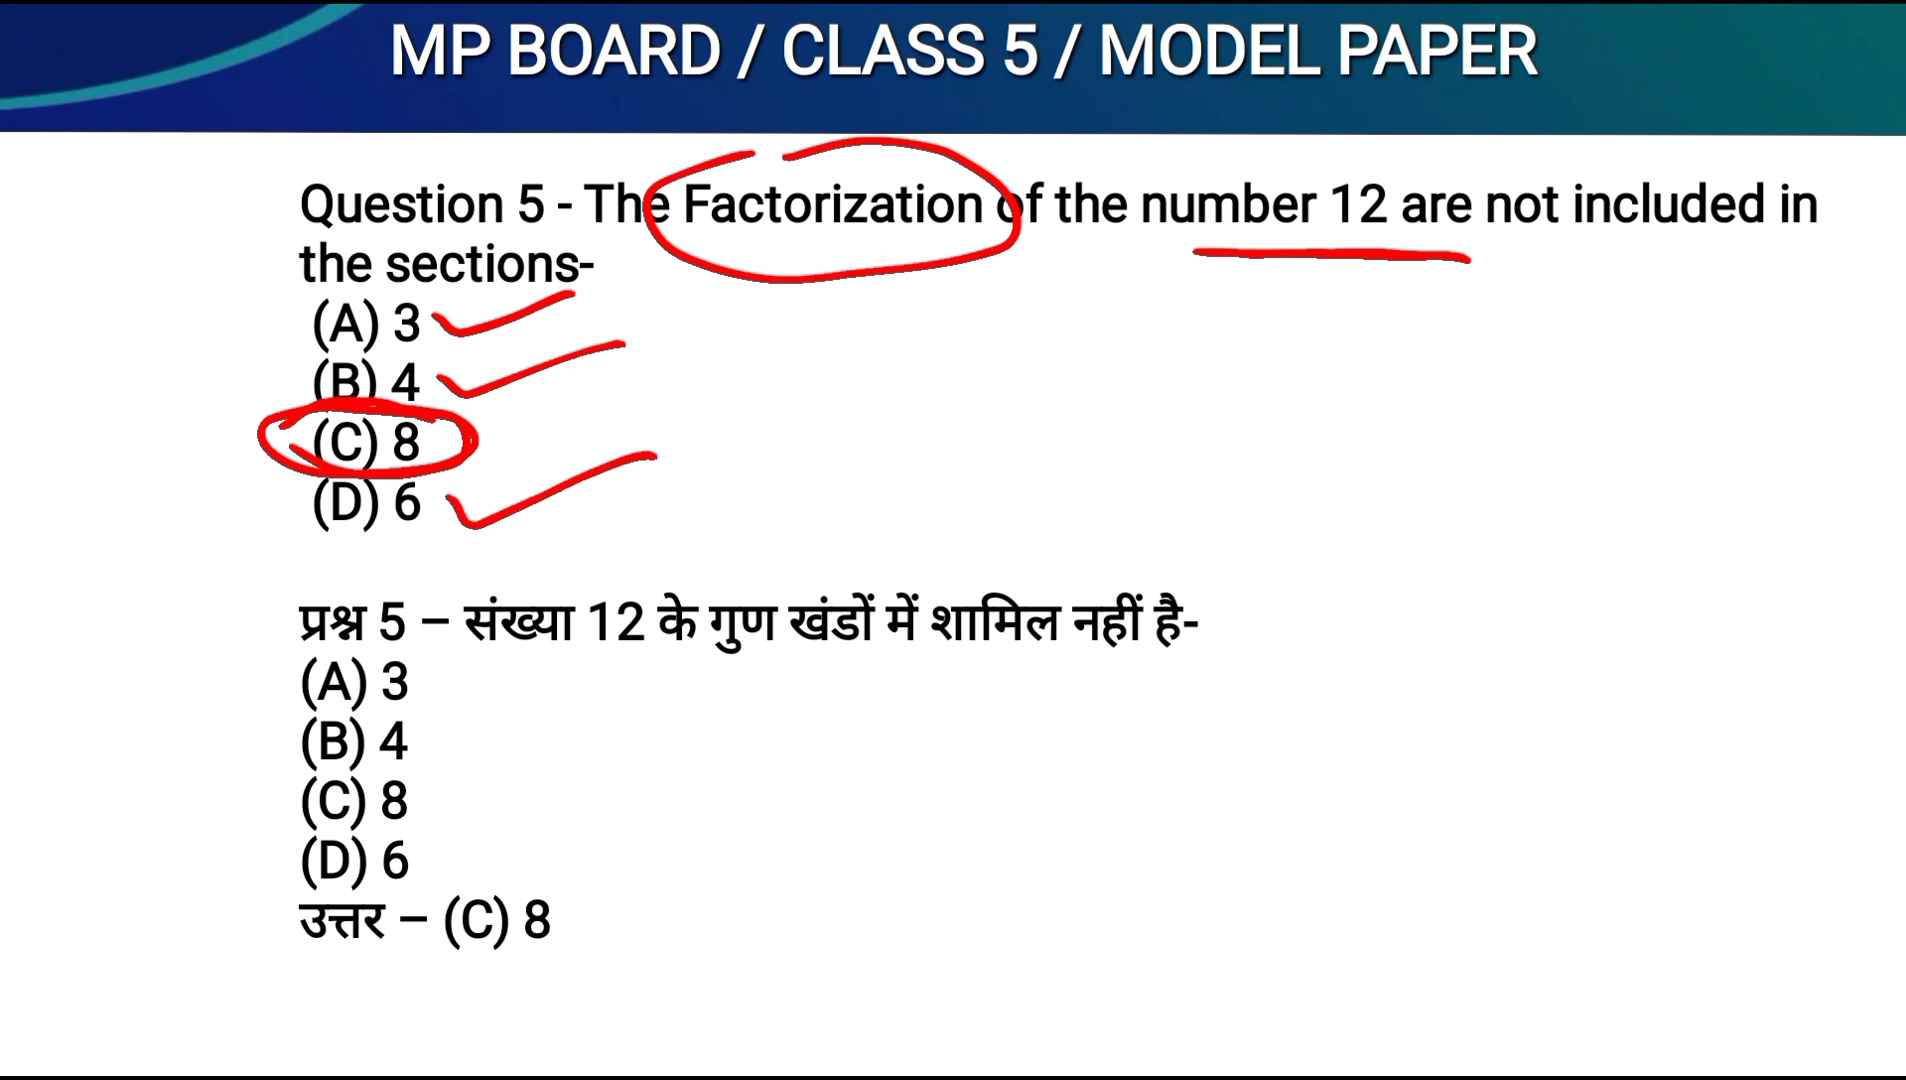 MP BOARD / CLASS 5 / MODEL PAPER
Question 5 - The Factorization of the number 12 are not included in
the sections-
(A) 3
(B) 4
(C) 8
(D) 6
प्रश्न 5 – संख्या 12 के गुण खंडों में शामिल नहीं है-
(A) 3
(B) 4
(C) 8
(D) 6
उत्तर – (C) 8